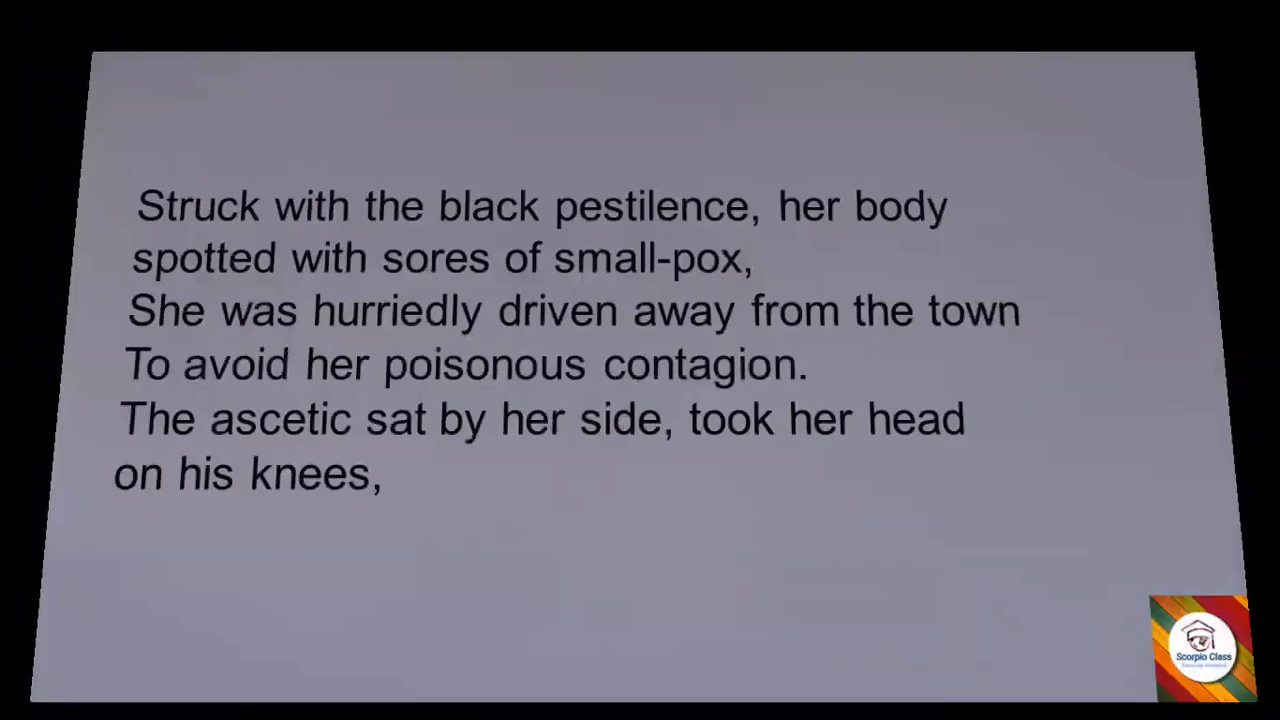 Struck with the black pestilence, her body
spotted with sores of small-pox,
She was hurriedly driven away from the town
To avoid her poisonous contagion.
The ascetic sat by her side, took her head
on his knees,
Scorpio Class